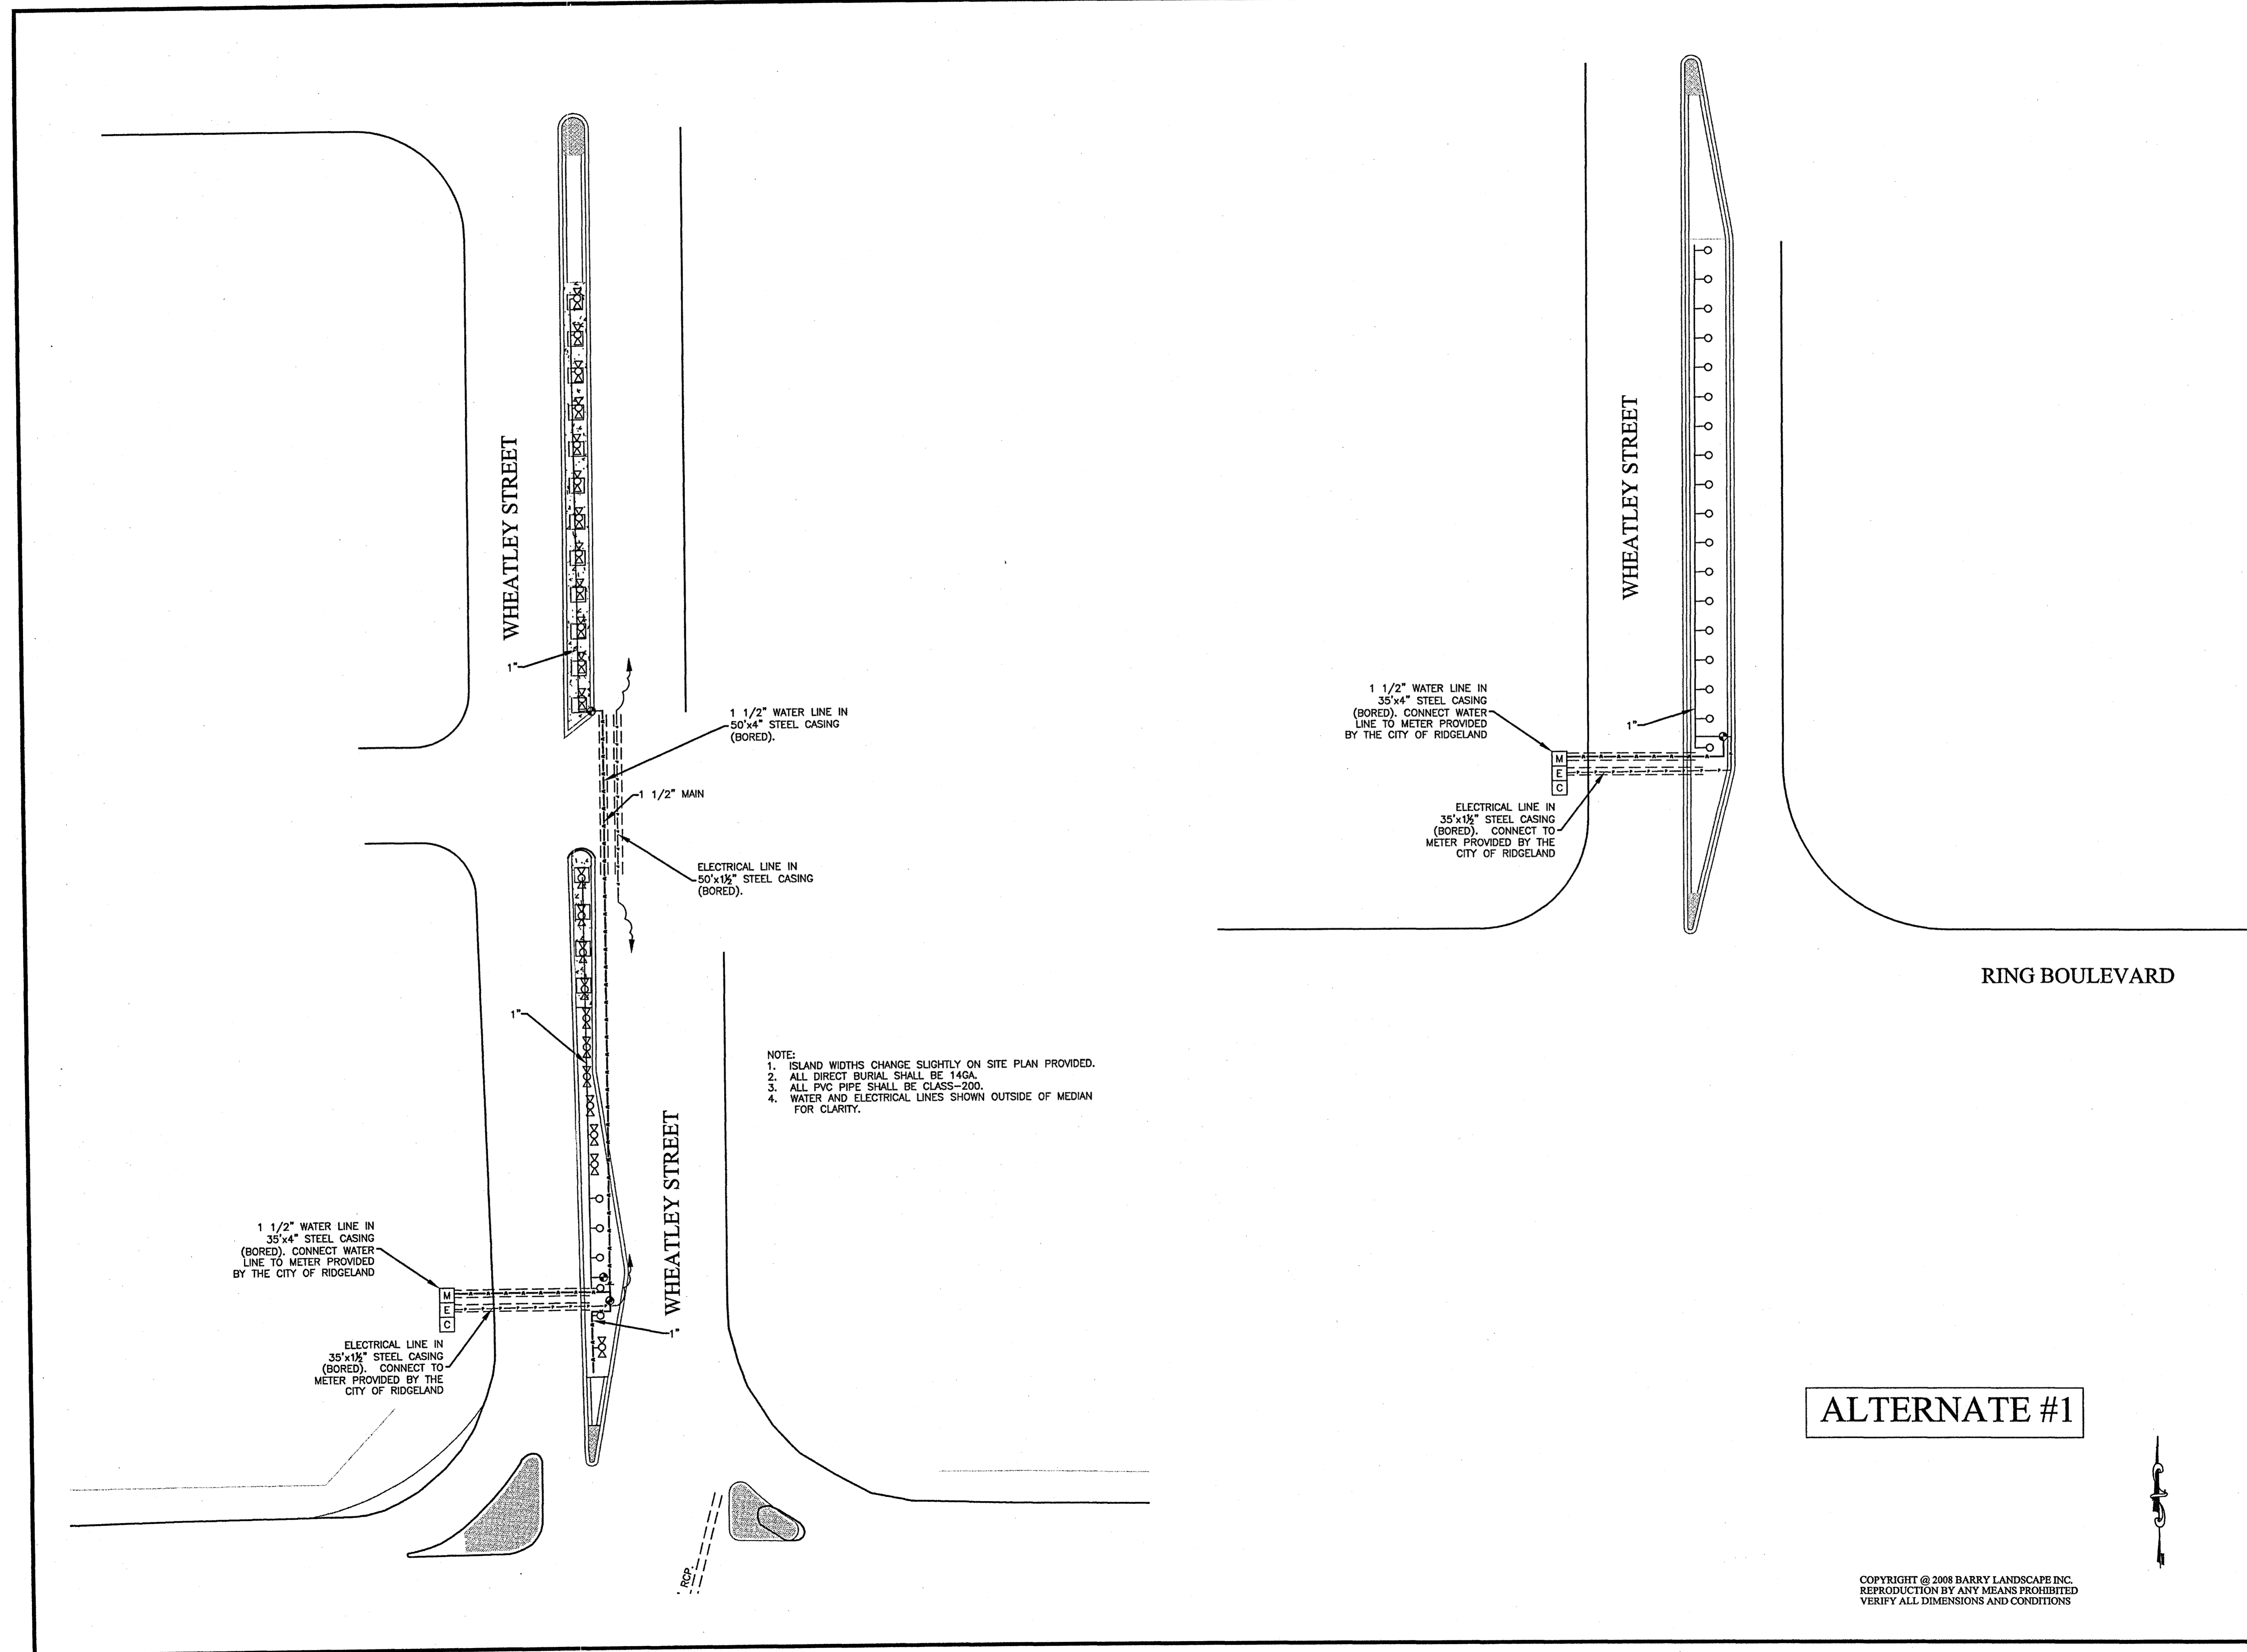 WHEATLEY STREET
1"
1 1/2" WATER LINE IN
50'x4" STEEL CASING
(BORED).
1 1/2" MAIN
ELECTRICAL LINE IN
50'x1½" STEEL CASING
(BORED).
1"
NOTE:
1. ISLAND WIDTHS CHANGE SLIGHTLY ON SITE PLAN PROVIDED.
2. ALL DIRECT BURIAL SHALL BE 14GA.
3. ALL PVC PIPE SHALL BE CLASS-200.
4. WATER AND ELECTRICAL LINES SHOWN OUTSIDE OF MEDIAN
FOR CLARITY.
WHEATLEY STREET
1 1/2" WATER LINE IN
35'x4" STEEL CASING
(BORED). CONNECT WATER
LINE TO METER PROVIDED
BY THE CITY OF RIDGELAND
M
E
C
1"
ELECTRICAL LINE IN
35'x1½" STEEL CASING
(BORED). CONNECT TO
METER PROVIDED BY THE
CITY OF RIDGELAND
' RCP.
WHEATLEY STREET
1 1/2" WATER LINE IN
35'x4" STEEL CASING
(BORED). CONNECT WATER
LINE TO METER PROVIDED
BY THE CITY OF RIDGELAND
1"
M
E
C
ELECTRICAL LINE IN
35'x1½" STEEL CASING
(BORED). CONNECT TO
METER PROVIDED BY THE
CITY OF RIDGELAND
RING BOULEVARD
ALTERNATE #1
COPYRIGHT @ 2008 BARRY LANDSCAPE INC.
REPRODUCTION BY ANY MEANS PROHIBITED
VERIFY ALL DIMENSIONS AND CONDITIONS